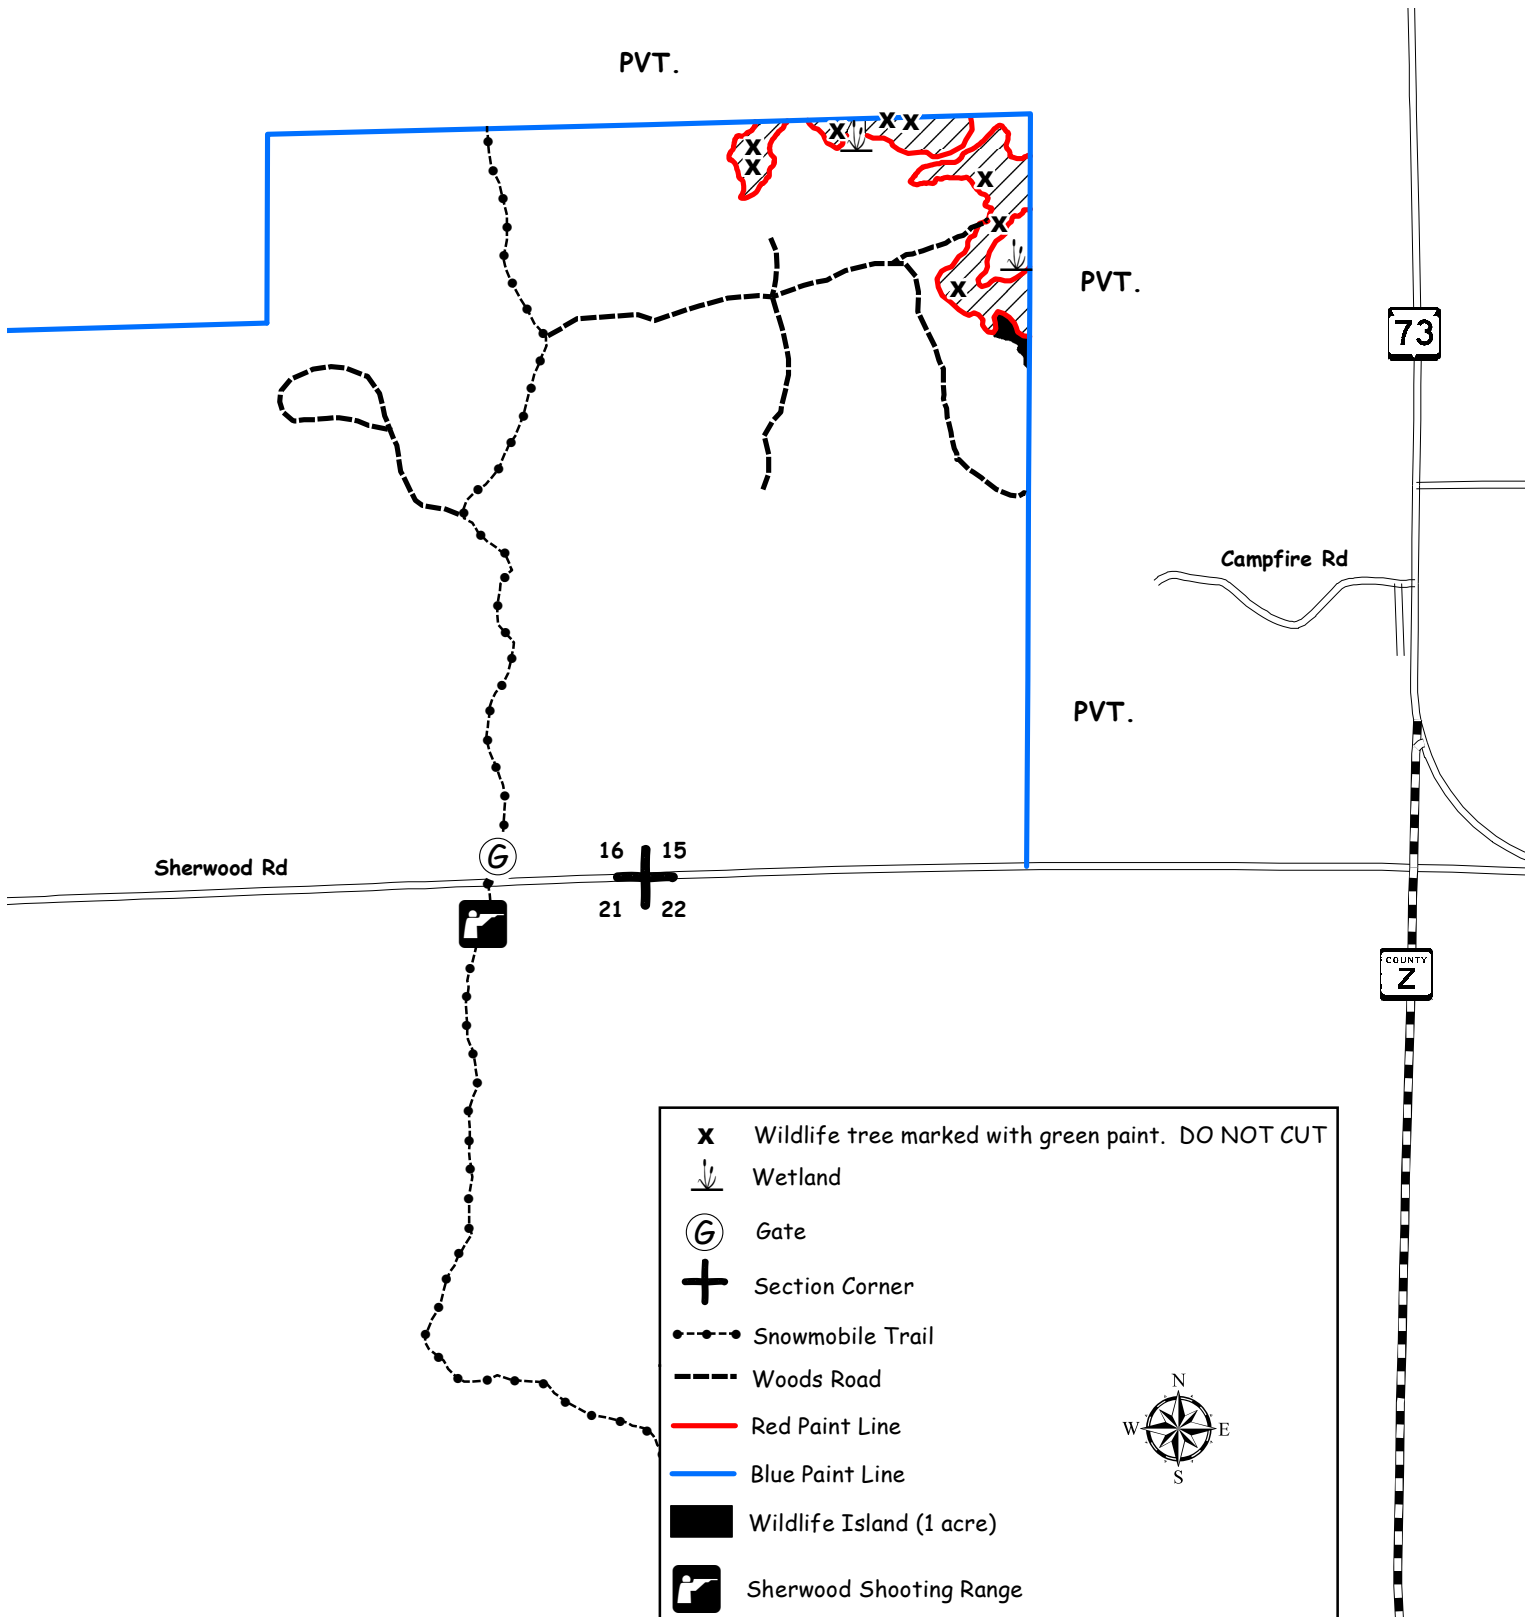 PVT.
PVT.
73
Campfire Rd
PVT.
16 15
G
Sherwood Rd
21 22
COUNTY
Z
X Wildlife tree marked with green paint. DO NOT CUT
Wetland
G Gate
Section Corner
Snowmobile Trail
Woods Road
N
Red Paint Line
W E
Blue Paint Line
S
Wildlife Island (1 acre)
Sherwood Shooting Range